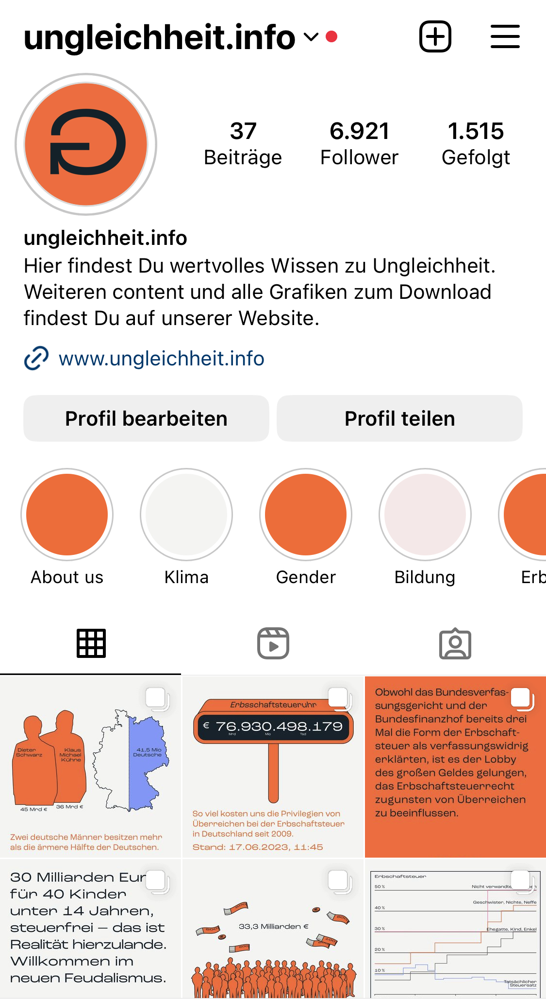 ungleichheit.info
37
Beiträge
6.921
Follower
1.515
Gefolgt
ungleichheit.info
Hier findest Du wertvolles Wissen zu Ungleichheit.
Weiteren content und alle Grafiken zum Download
findest Du auf unserer Website.
www.ungleichheit.info
Profil bearbeiten
Profil teilen
About us
Klima
Gender
Bildung
Erb
Dieter
Schwarz
Klaus
Michael
Kühne
41,5 Mio
Deutsche
45 Mrd €
36 Mrd €
Zwei deutsche Männer besitzen mehr
als die ärmere Hälfte der Deutschen.
Erbsschaftsteueruhr
€ 76.930.498.179
Mrd
Mio
Tsd
So viel kosten uns die Privilegien von
Überreichen bei der Erbschaftsteuer
in Deutschland seit 2009.
Stand: 17.06.2023, 11:45
Obwohl das Bundesverfas-
sungsgericht und der
Bundesfinanzhof bereits drei
Mal die Form der Erbschaft-
steuer als verfassungswidrig
erklärten, ist es der Lobby
des großen Geldes gelungen,
das Erbschaftsteuerrecht
zugunsten von Überreichen
zu beeinflussen.
30 Milliarden Eur
für 40 Kinder
unter 14 Jahren,
steuerfrei – das ist
Realität hierzulande.
Willkommen im
neuen Feudalismus.
33,3 Milliarden €
500
500
500
500
100
Erbschaftsteuer
50 %
Nicht verwandte
Geschwister, Nichte, Neffe
40 %
30 %
Ehegatte, Kind, Enkel
20 %
10 %
Tatsächlicher
Steuersatz